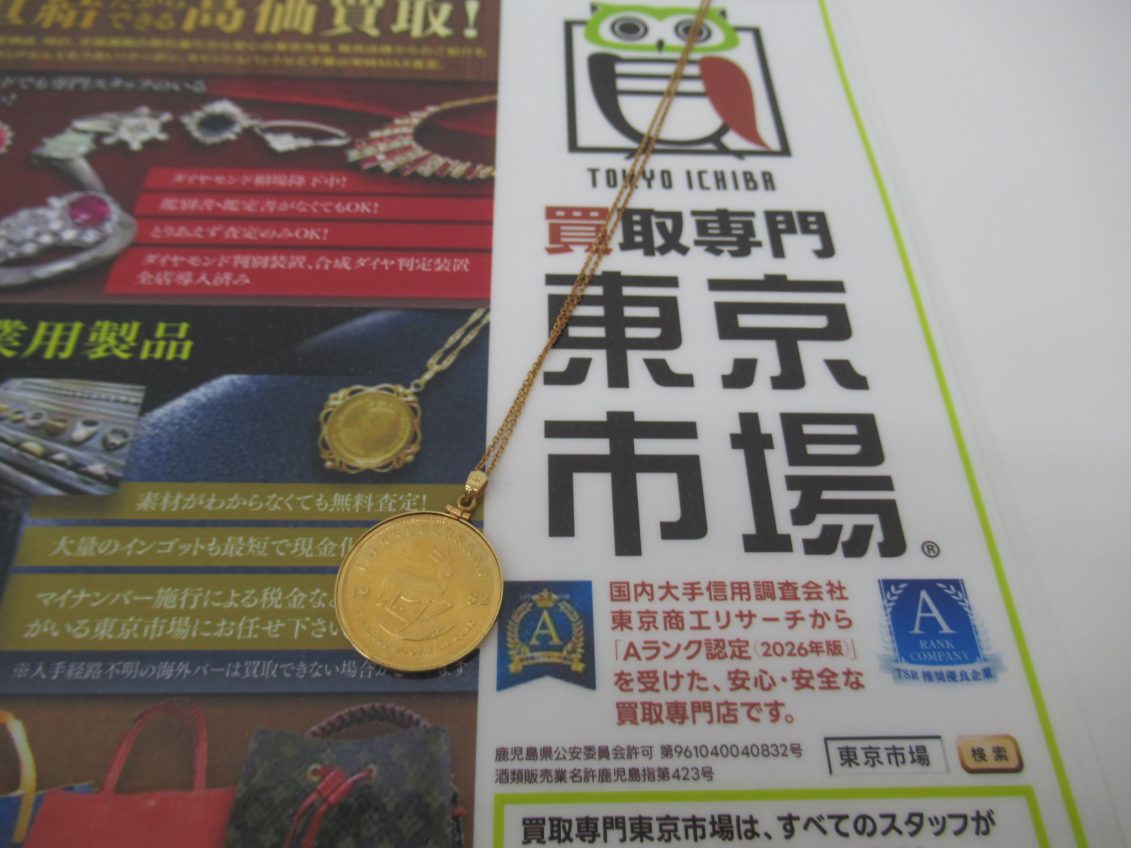 できる高価買取!
ダイヤモンド相場降下中!
鑑別書・鑑定書がなくてもOK!
とりあえず査定のみOK!
ダイヤモンド判別装置、合成ダイヤ判定装置
全店導入済み
業用製品
素材がわからなくても無料査定!
大量のインゴットも最短で現金化
マイナンバー施行による税金な
がいる東京市場にお任せ下さい
※入手経路不明の海外バーは買取できない場合が
19 82
TOKYO ICHIBA
買取専門
東京
市場®
A
国内大手信用調査会社
東京商工リサーチから
「Aランク認定(2026年版)」
を受けた、安心・安全な
買取専門店です。
A
RANK
COMPANY
TSR 推奨優良企業
鹿児島県公安委員会許可 第961040040832号
酒類販売業名許鹿児島指第423号
東京市場 検索
買取専門東京市場は、すべてのスタッフが